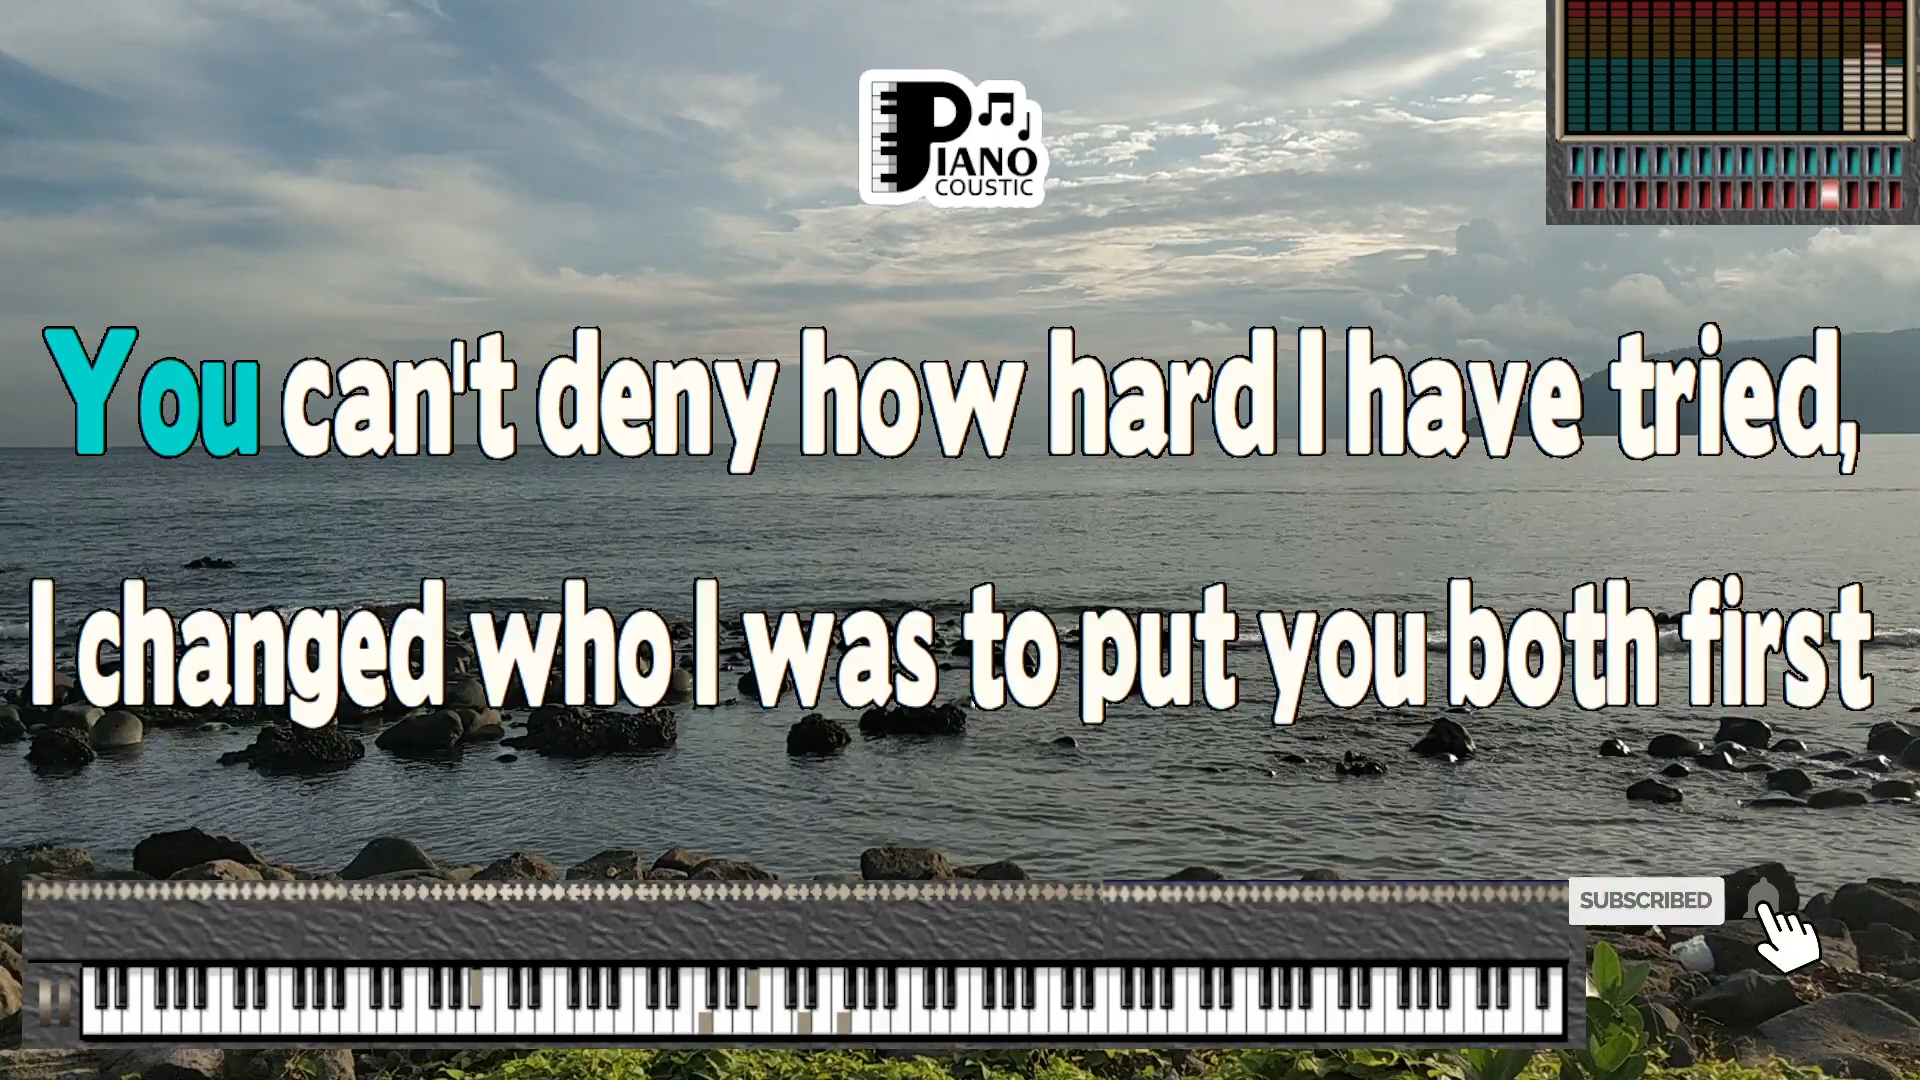 PIANO
COUSTIC
You can't deny how hard I have tried,
I changed who I was to put you both first
SUBSCRIBED